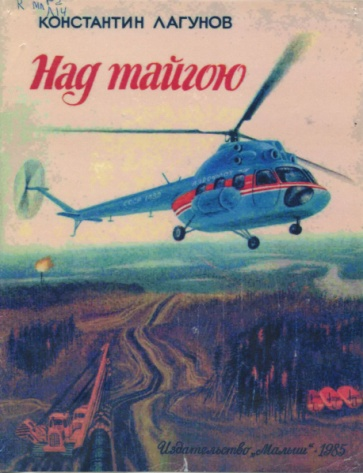 КОНСТАНТИН ЛАГУНОВ
Над тайгою
Издательство „Малыш“ · 1985